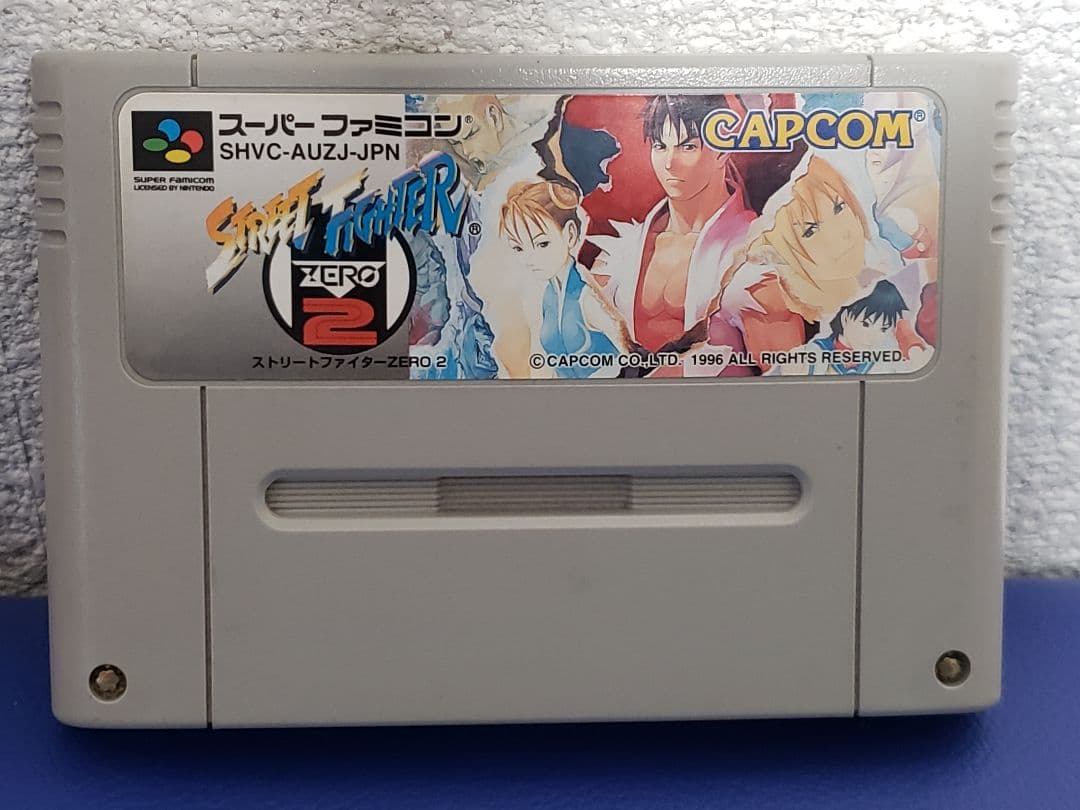 スーパーファミコン®
SHVC-AUZJ-JPN
SUPER FAMICOM
LICENSED BY NINTENDO
CAPCOM®
STREET FIGHTER®
ZERO
2
ストリートファイターZERO 2
©CAPCOM CO.,LTD. 1996 ALL RIGHTS RESERVED.